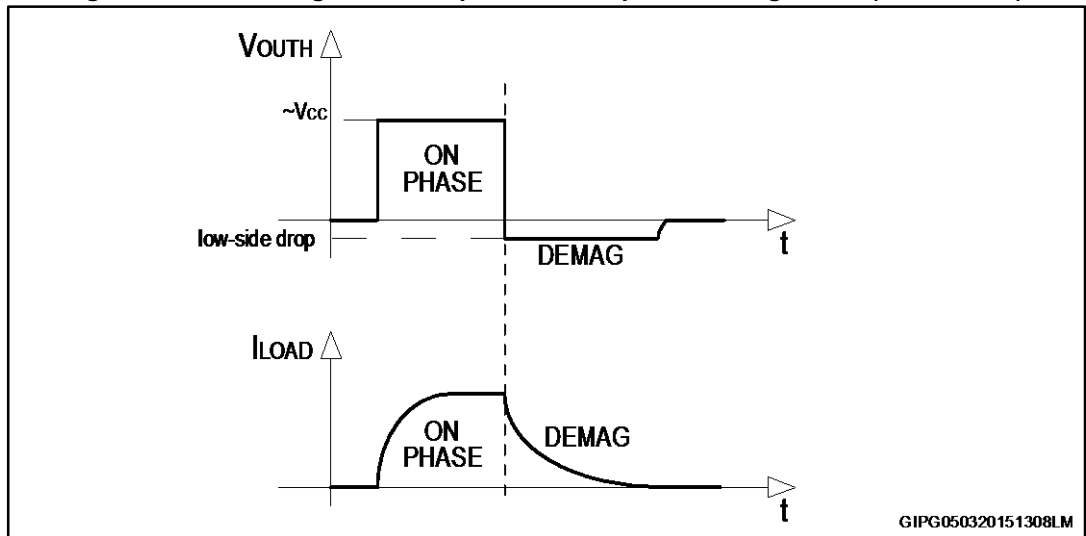 VOUTH
~Vcc
ON
PHASE
low-side drop
DEMAG
t
ILOAD
ON
PHASE
DEMAG
t
GIPG050320151308LM